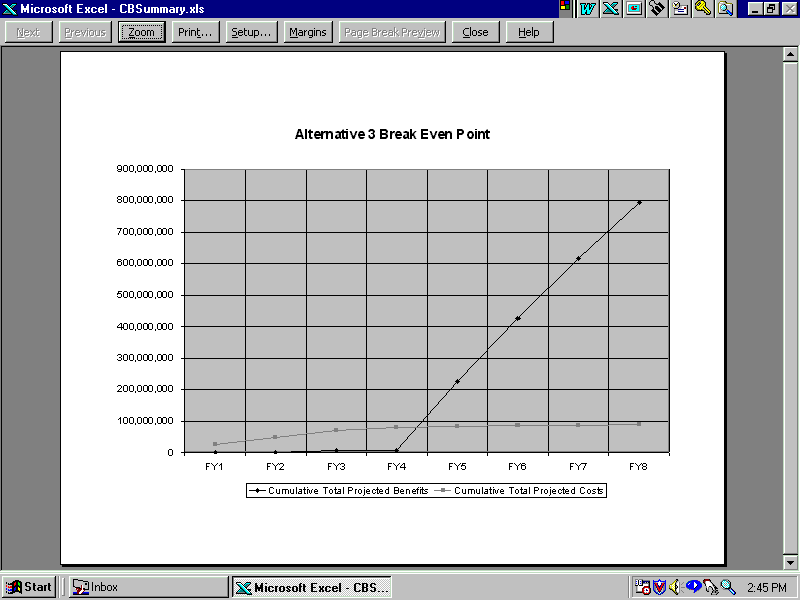 Microsoft Excel - CBSummary.xls
Next Previous Zoom Print... Setup... Margins Page Break Preview Close Help
Alternative 3 Break Even Point
900,000,000
800,000,000
700,000,000
600,000,000
500,000,000
400,000,000
300,000,000
200,000,000
100,000,000
0
FY1 FY2 FY3 FY4 FY5 FY6 FY7 FY8
Cumulative Total Projected Benefits Cumulative Total Projected Costs
Start Inbox Microsoft Excel - CBS... 2:45 PM